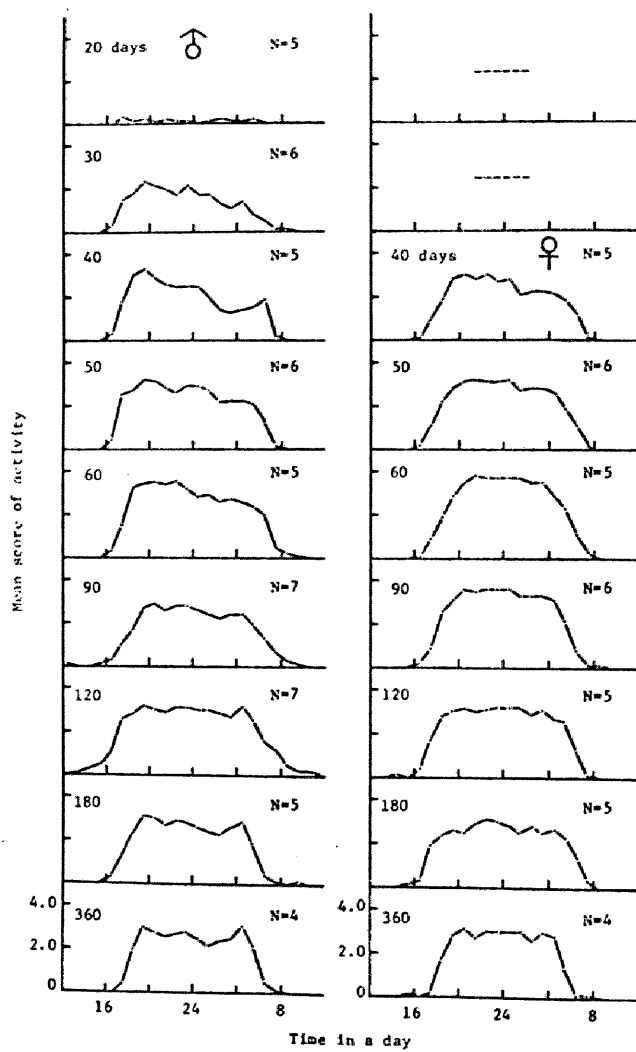 20 days N=5
30 N=6
40 N=5
40 days N=5
50 N=6
50 N=6
60 N=5
60 N=5
90 N=7
90 N=6
120 N=7
120 N=5
180 N=5
180 N=5
4.0 360 N=4
4.0 360 N=4
2.0
2.0
0
0
16 24 8
16 24 8
Mean score of activity
Time in a day